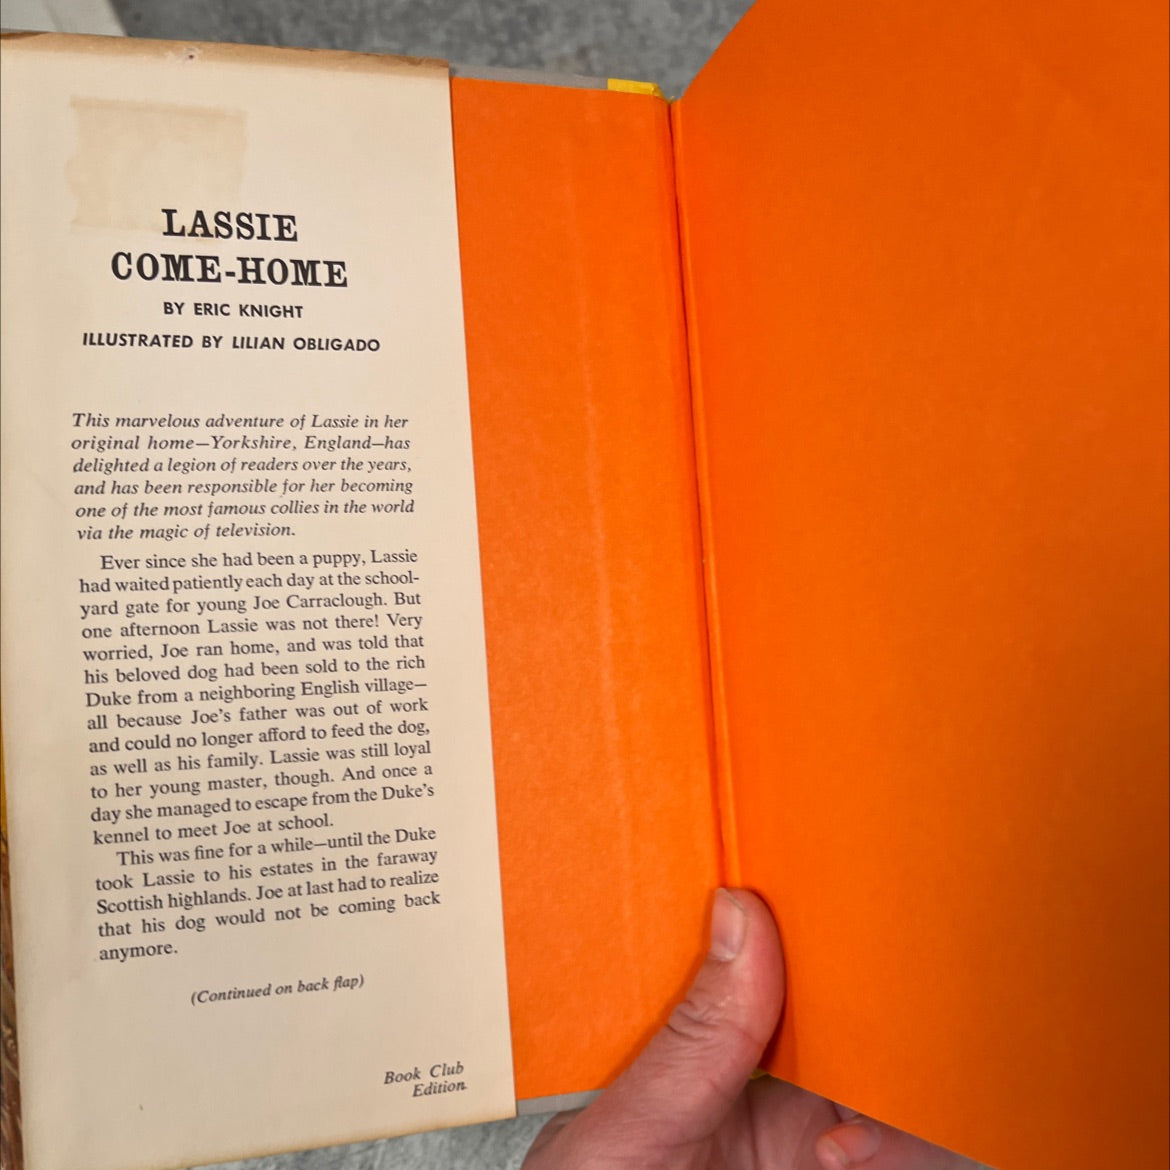 LASSIE
COME-HOME
BY ERIC KNIGHT
ILLUSTRATED BY LILIAN OBLIGADO
This marvelous adventure of Lassie in her
original home—Yorkshire, England—has
delighted a legion of readers over the years,
and has been responsible for her becoming
one of the most famous collies in the world
via the magic of television.
Ever since she had been a puppy, Lassie
had waited patiently each day at the school-
yard gate for young Joe Carraclough. But
one afternoon Lassie was not there! Very
worried, Joe ran home, and was told that
his beloved dog had been sold to the rich
Duke from a neighboring English village—
all because Joe's father was out of work
and could no longer afford to feed the dog,
as well as his family. Lassie was still loyal
to her young master, though. And once a
day she managed to escape from the Duke's
kennel to meet Joe at school.
This was fine for a while—until the Duke
took Lassie to his estates in the faraway
Scottish highlands. Joe at last had to realize
that his dog would not be coming back
anymore.
(Continued on back flap)
Book Club
Edition